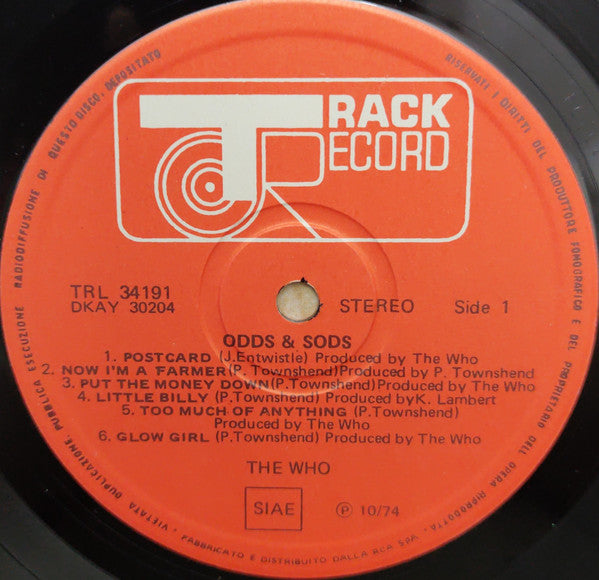 TRACK
RECORD
TRL 34191
DKAY 30204
STEREO
Side 1
ODDS & SODS
1. POSTCARD (J.Entwistle) Produced by The Who
2. NOW I'M A FARMER (P. Townshend) Produced by P. Townshend
3. PUT THE MONEY DOWN (P.Townshend) Produced by The Who
4. LITTLE BILLY (P.Townshend) Produced by K. Lambert
5. TOO MUCH OF ANYTHING (P.Townshend)
Produced by The Who
6. GLOW GIRL (P.Townshend) Produced by The Who
THE WHO
SIAE
℗ 10/74
RISERVATI I DIRITTI DEL PRODUTTORE FONOGRAFICO E DEL PROPRIETARIO DELL'OPERA RIPRODOTTA
VIETATA DUPLICAZIONE, PUBBLICA ESECUZIONE RADIODIFFUSIONE DI QUESTO DISCO, DEPOSITATO
FABBRICATO E DISTRIBUITO DALLA RCA SPA.